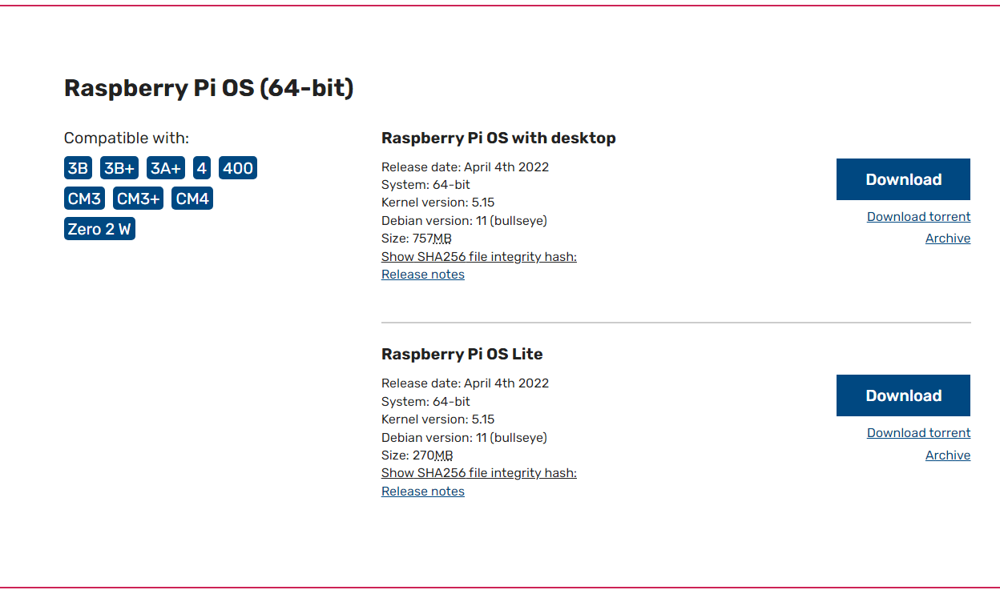 Raspberry Pi OS (64-bit)
Compatible with:
3B 3B+ 3A+ 4 400
CM3 CM3+ CM4
Zero 2 W
Raspberry Pi OS with desktop
Release date: April 4th 2022
System: 64-bit
Kernel version: 5.15
Debian version: 11 (bullseye)
Size: 757MB
Show SHA256 file integrity hash:
Release notes
Download
Download torrent
Archive
Raspberry Pi OS Lite
Release date: April 4th 2022
System: 64-bit
Kernel version: 5.15
Debian version: 11 (bullseye)
Size: 270MB
Show SHA256 file integrity hash:
Release notes
Download
Download torrent
Archive